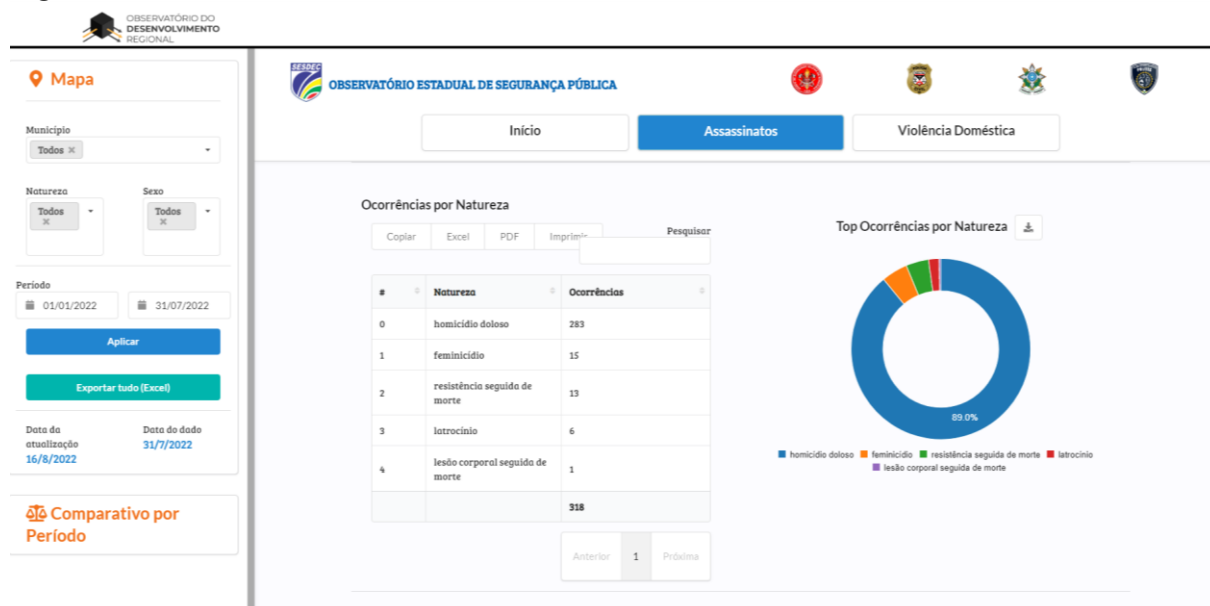 OBSERVATÓRIO DO
DESENVOLVIMENTO
REGIONAL
Mapa
Município
Todos ×
Natureza
Sexo
Todos
×
Todos
×
Período
01/01/2022
31/07/2022
Aplicar
Exportar tudo (Excel)
Data da
atualização
16/8/2022
Data do dado
31/7/2022
Comparativo por
Período
SESDEC
OBSERVATÓRIO ESTADUAL DE SEGURANÇA PÚBLICA
Início
Assassinatos
Violência Doméstica
Ocorrências por Natureza
Copiar
Excel
PDF
Imprimir
Pesquisar
# Natureza Ocorrências
0 homicídio doloso 283
1 feminicídio 15
2 resistência seguida de
morte 13
3 latrocínio 6
4 lesão corporal seguida de
morte 1
318
Anterior 1 Próxima
Top Ocorrências por Natureza
89.0%
homicídio doloso feminicídio resistência seguida de morte latrocínio
lesão corporal seguida de morte